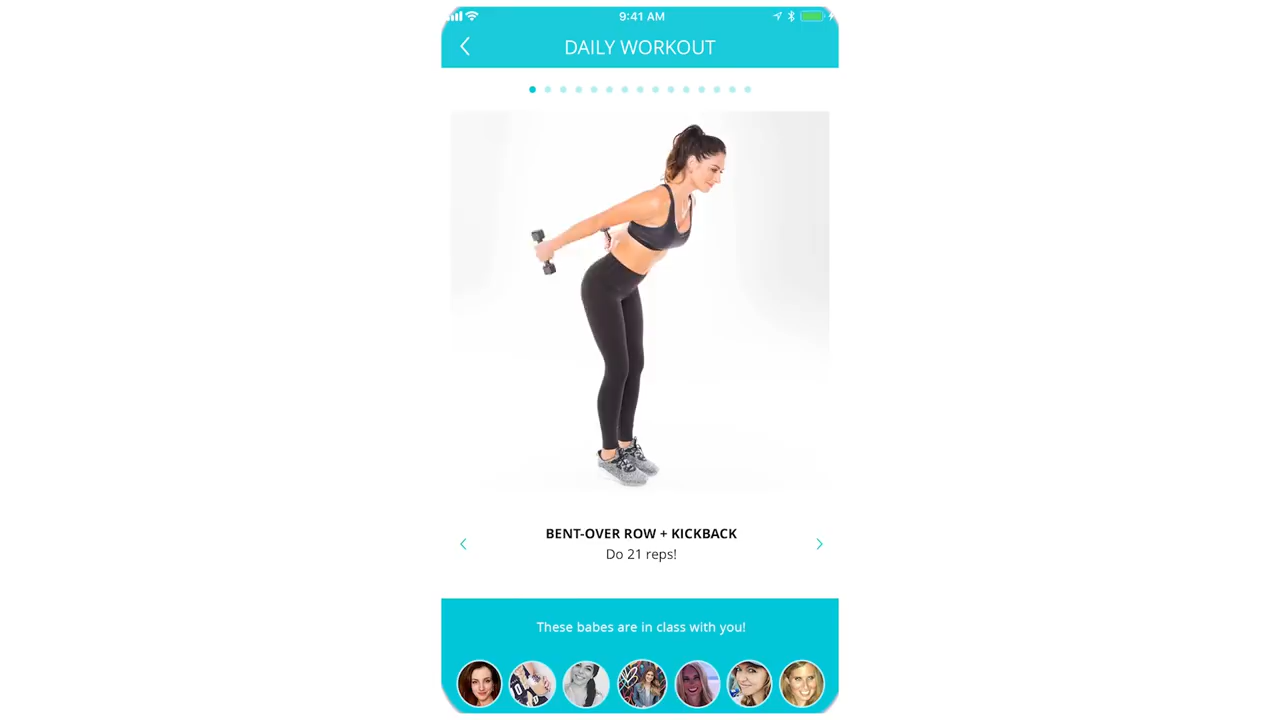 9:41 AM
DAILY WORKOUT
BENT-OVER ROW + KICKBACK
Do 21 reps!
These babes are in class with you!